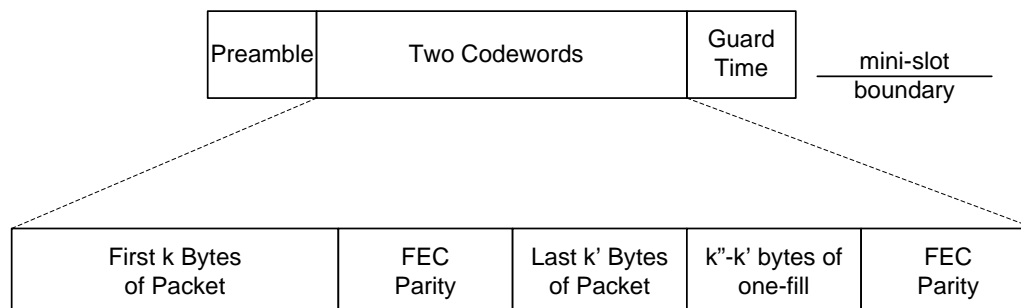 Preamble
Two Codewords
Guard
Time
mini-slot
boundary
First k Bytes
of Packet
FEC
Parity
Last k’ Bytes
of Packet
k”-k’ bytes of
one-fill
FEC
Parity